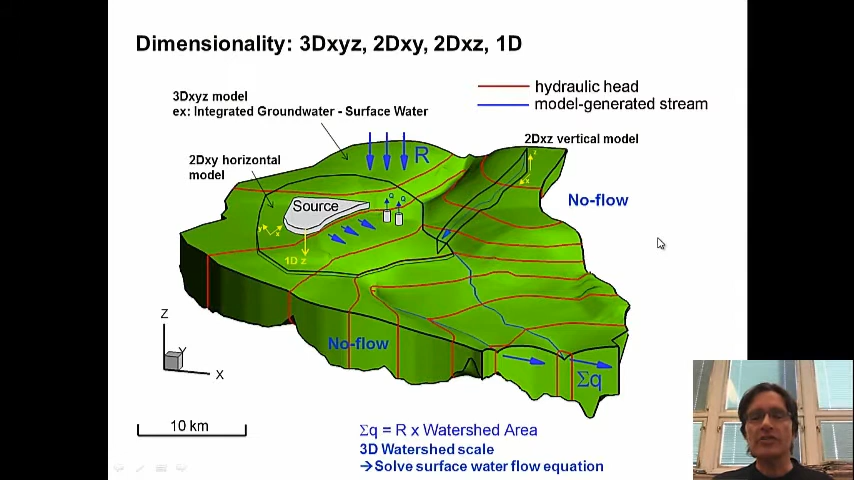 Dimensionality: 3Dxyz, 2Dxy, 2Dxz, 1D
hydraulic head
model-generated stream
3Dxyz model
ex: Integrated Groundwater - Surface Water
2Dxz vertical model
R
2Dxy horizontal
model
z
x
No-flow
Source
Q
Q
y
x
1D z
No-flow
Σq
Z
Y
X
10 km
Σq = R x Watershed Area
3D Watershed scale
→Solve surface water flow equation